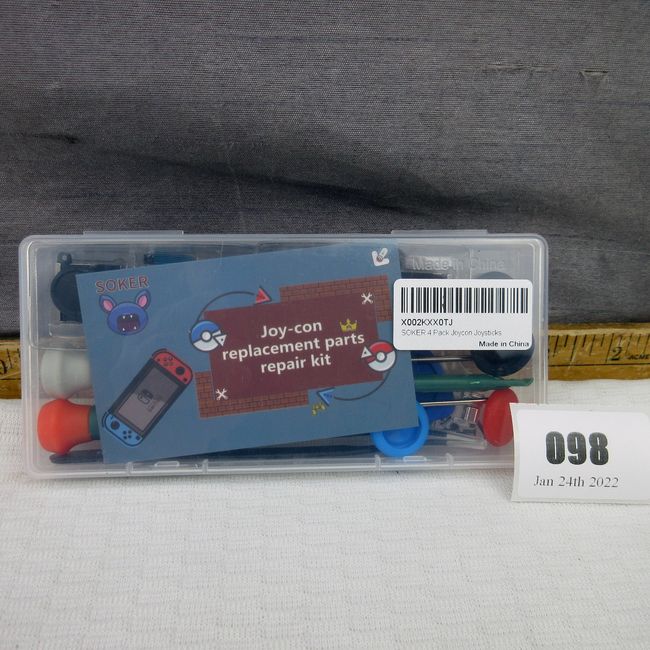 SOKER
Joy-con
replacement parts
repair kit
Made in China
X002KXX0TJ
SOKER 4 Pack Joycon Joysticks
Made in China
098
Jan 24th 2022
1
2